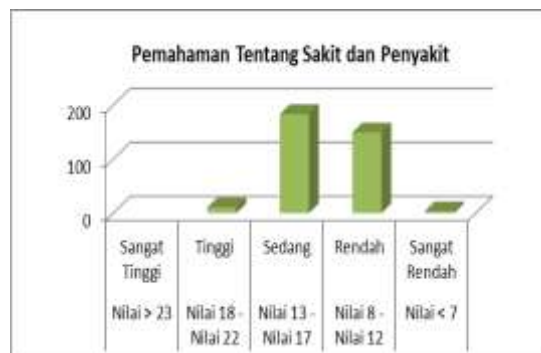 Pemahaman Tentang Sakit dan Penyakit
200
100
0
Sangat Tinggi
Tinggi
Sedang
Rendah
Sangat Rendah
Nilai > 23
Nilai 18 - Nilai 22
Nilai 13 - Nilai 17
Nilai 8 - Nilai 12
Nilai < 7